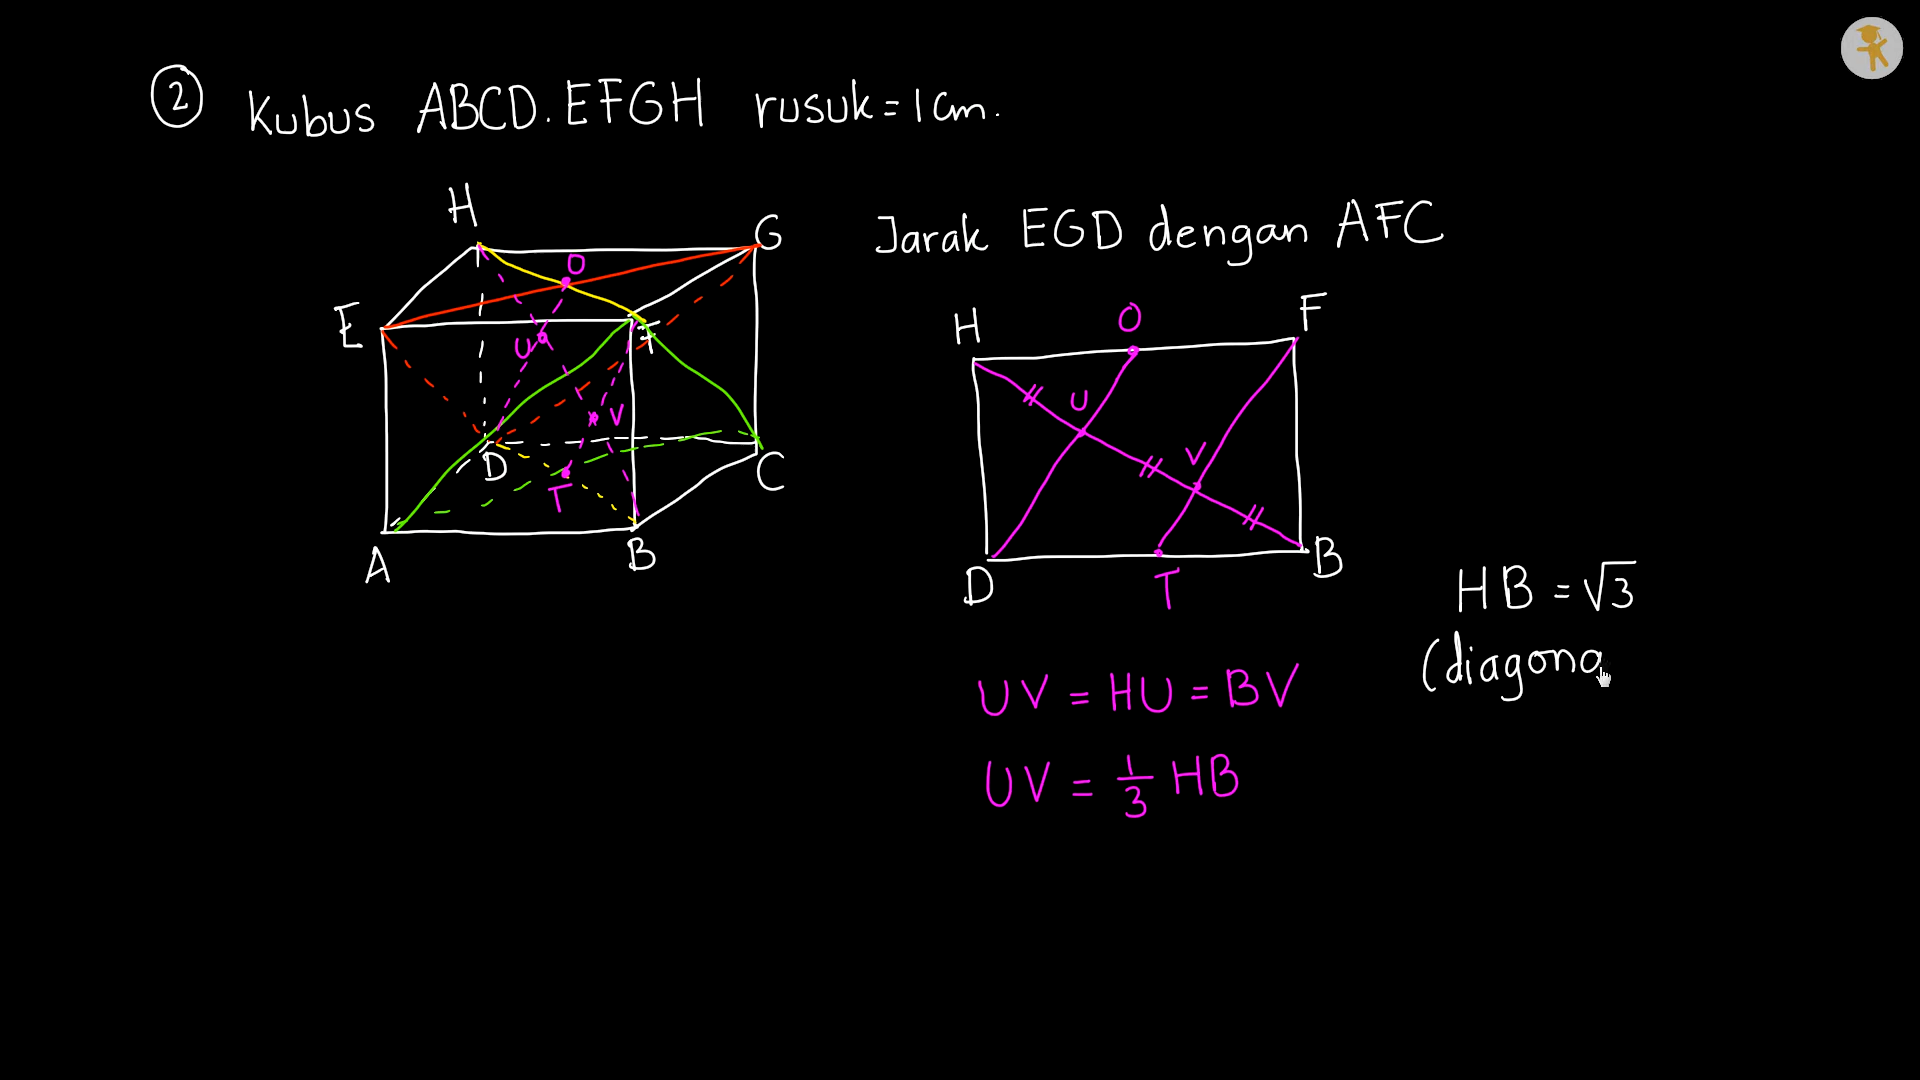 2 Kubus ABCD.EFGH rusuk = 1 cm.
H
G
O
E
U
F
V
D
T
C
A
B
Jarak EGD dengan AFC
H
O
F
U
V
D
T
B
HB = √3
(diagona
UV = HU = BV
UV = 1/3 HB